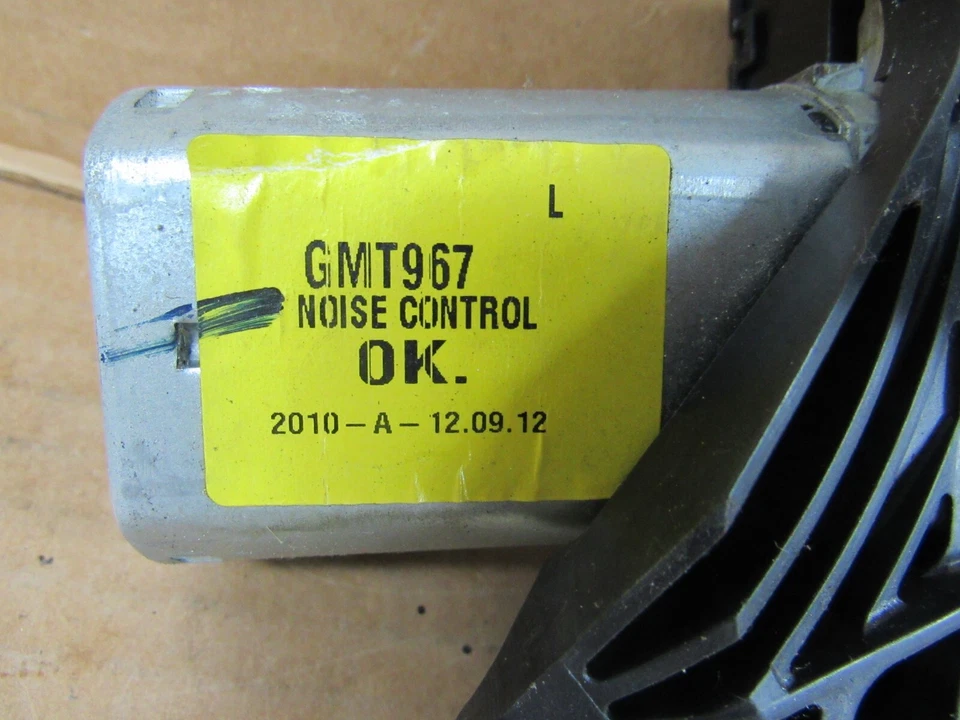 L
GMT967
NOISE CONTROL
OK.
2010-A-12.09.12